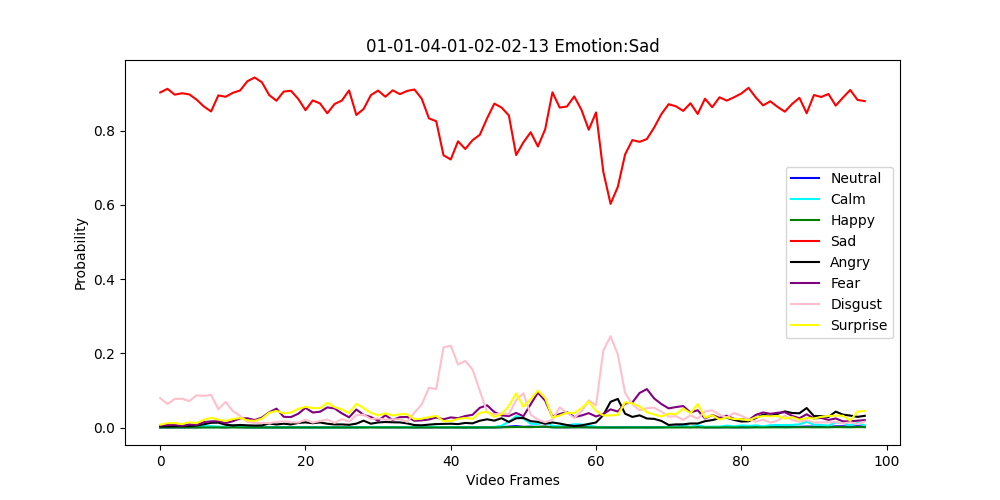 01-01-04-01-02-02-13 Emotion:Sad
Probability
0.8
0.6
0.4
0.2
0.0
Neutral
Calm
Happy
Sad
Angry
Fear
Disgust
Surprise
0 20 40 60 80 100
Video Frames